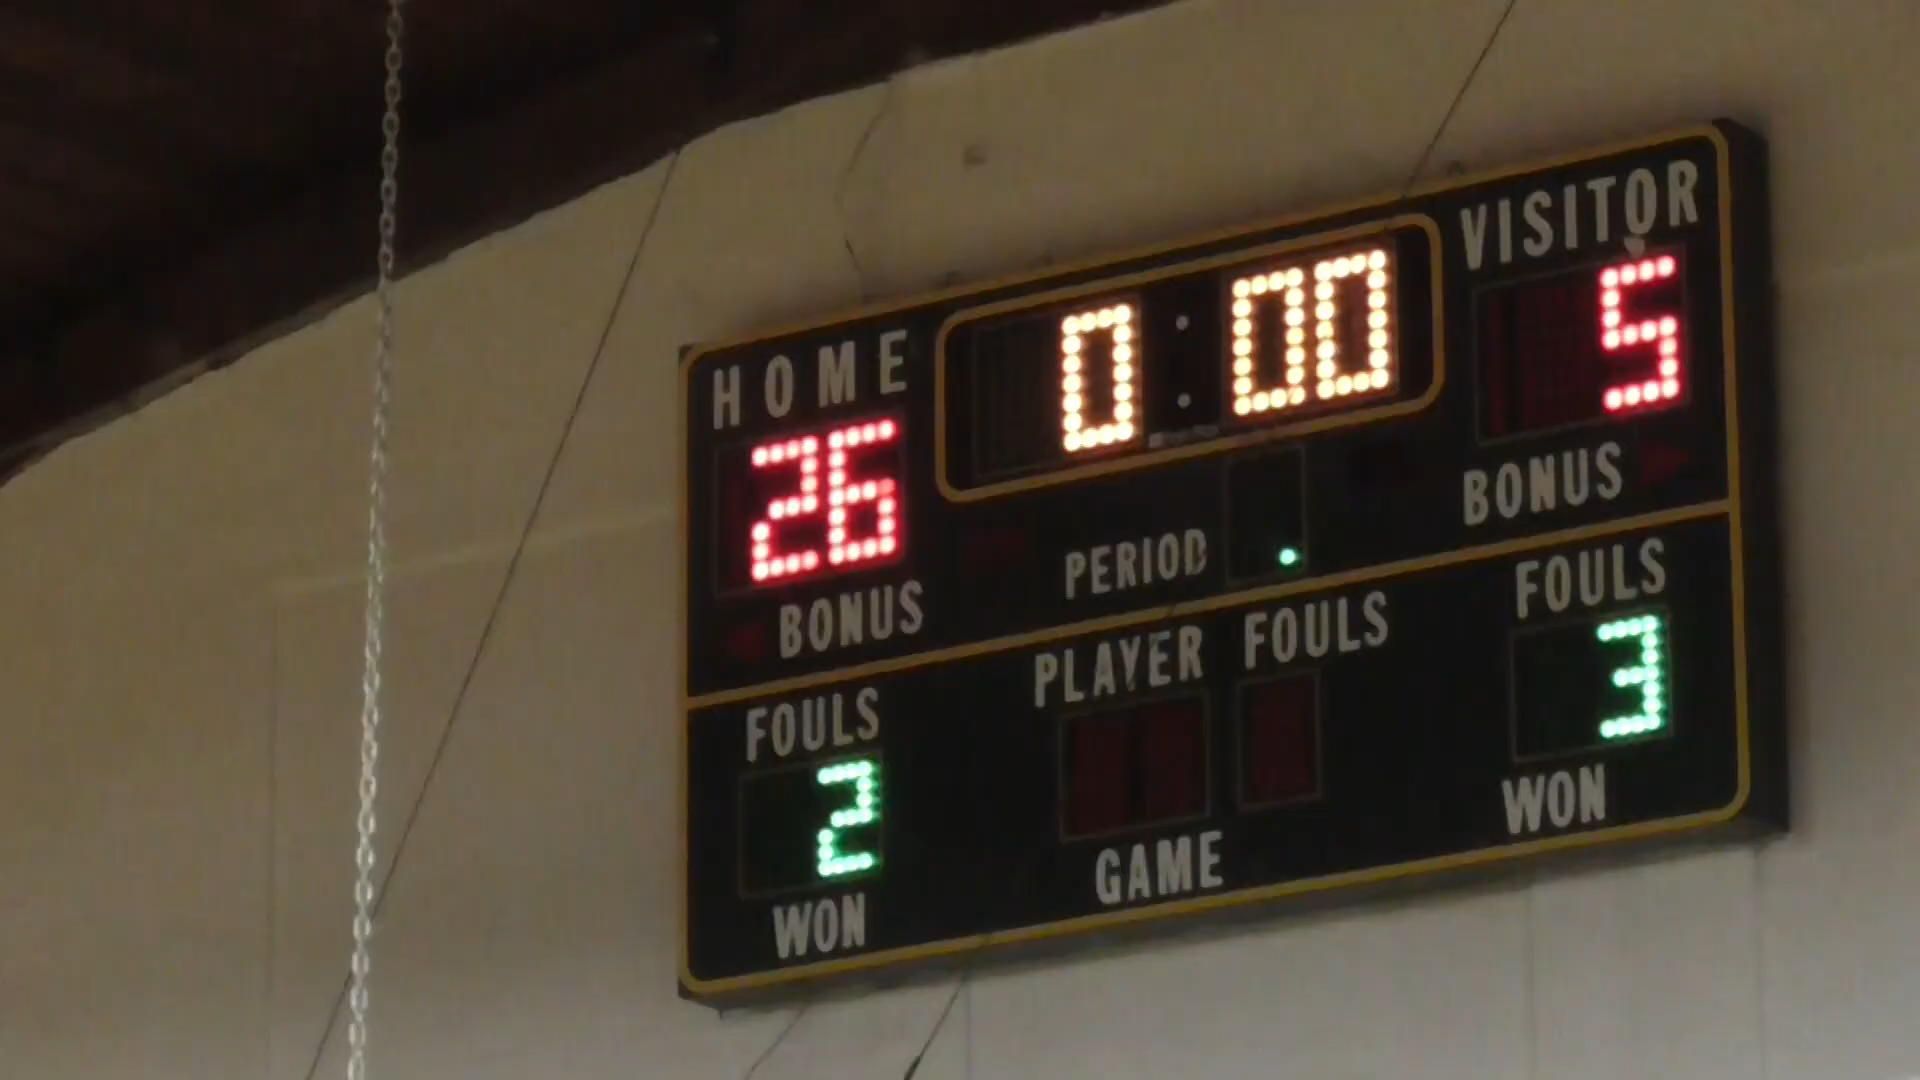 HOME 0:00 VISITOR
26 5
BONUS PERIOD . BONUS
FOULS PLAYER FOULS FOULS
2 3
WON GAME WON